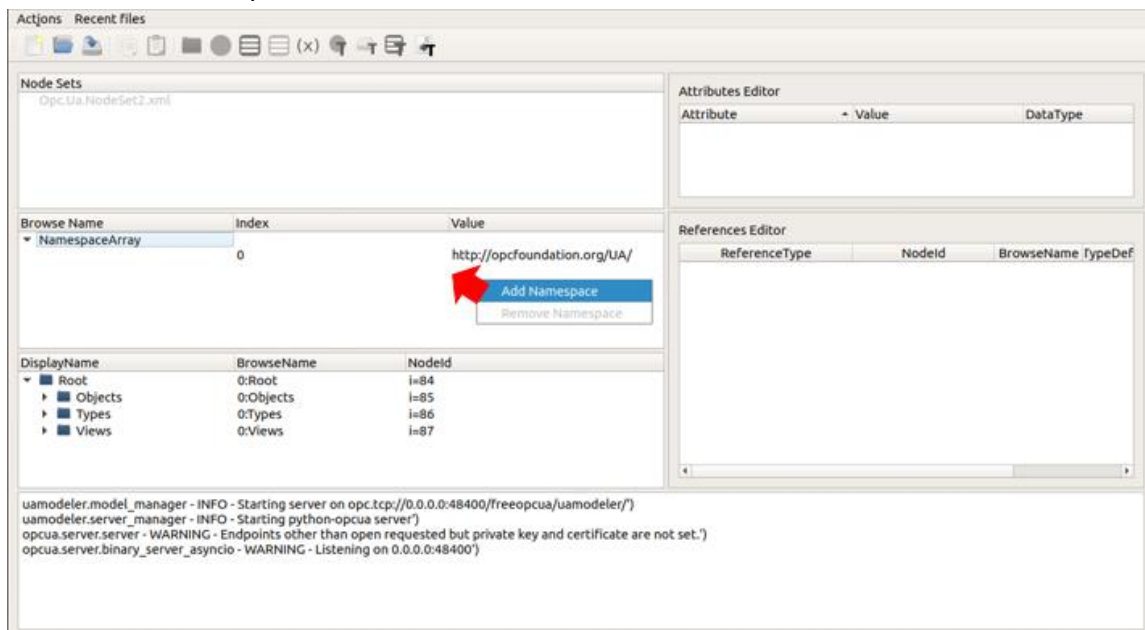 Actions Recent files
(x) T T T T
Node Sets
Opc.Ua.NodeSet2.xml
Attributes Editor
Attribute Value DataType
Browse Name Index Value
NamespaceArray
0 http://opcfoundation.org/UA/
Add Namespace
Remove Namespace
References Editor
ReferenceType NodeId BrowseName TypeDef
DisplayName BrowseName NodeId
Root 0:Root i=84
Objects 0:Objects i=85
Types 0:Types i=86
Views 0:Views i=87
uamodeler.model_manager - INFO - Starting server on opc.tcp://0.0.0.0:48400/freeopcua/uamodeler/')
uamodeler.server_manager - INFO - Starting python-opcua server')
opcua.server.server - WARNING - Endpoints other than open requested but private key and certificate are not set.')
opcua.server.binary_server_asyncio - WARNING - Listening on 0.0.0.0:48400')